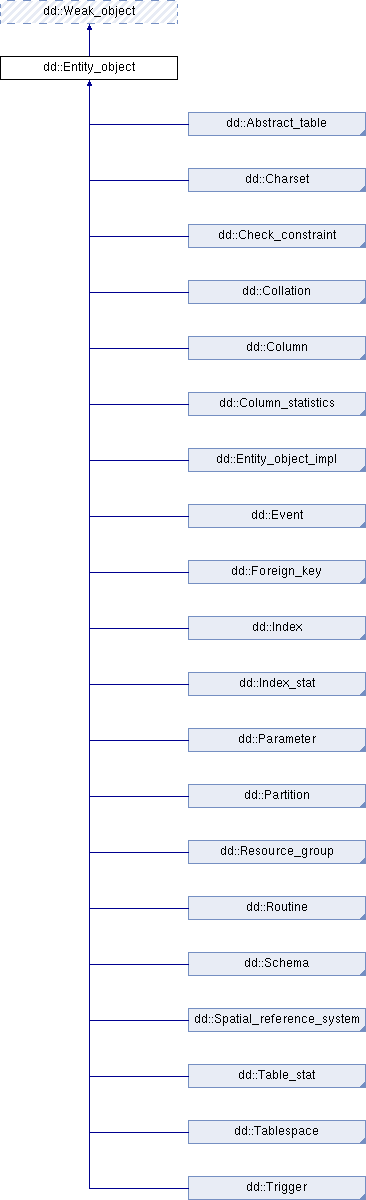 dd::Weak_object
dd::Entity_object
dd::Abstract_table
dd::Charset
dd::Check_constraint
dd::Collation
dd::Column
dd::Column_statistics
dd::Entity_object_impl
dd::Event
dd::Foreign_key
dd::Index
dd::Index_stat
dd::Parameter
dd::Partition
dd::Resource_group
dd::Routine
dd::Schema
dd::Spatial_reference_system
dd::Table_stat
dd::Tablespace
dd::Trigger